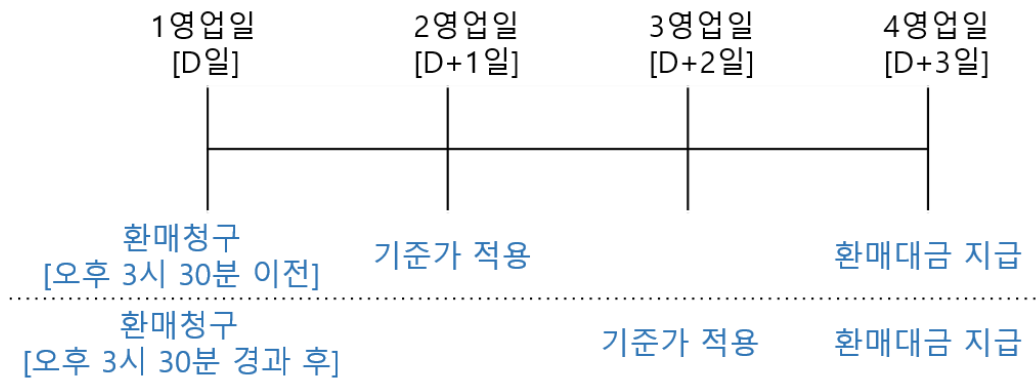 1영업일 2영업일 3영업일 4영업일
[D일] [D+1일] [D+2일] [D+3일]
환매청구
[오후 3시 30분 이전]
기준가 적용
환매대금 지급
환매청구
[오후 3시 30분 경과 후]
기준가 적용
환매대금 지급